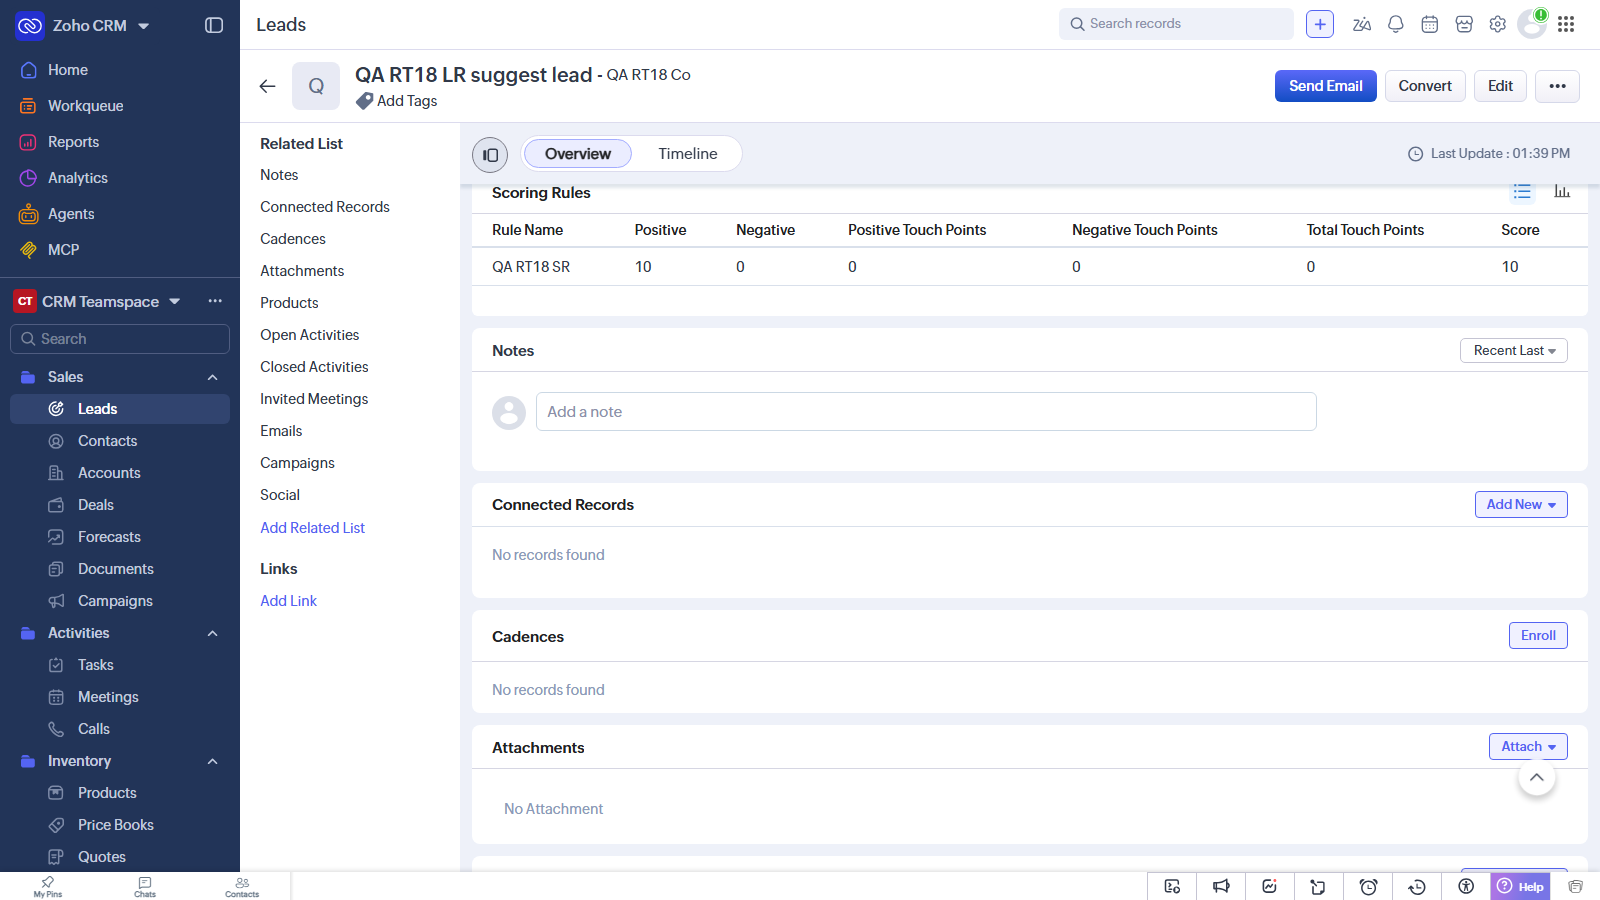 Zoho CRM
Home
Workqueue
Reports
Analytics
Agents
MCP
CT CRM Teamspace
Search
Sales
Leads
Contacts
Accounts
Deals
Forecasts
Documents
Campaigns
Activities
Tasks
Meetings
Calls
Inventory
Products
Price Books
Quotes
My Pins
Chats
Contacts
Leads
Search records
Q
QA RT18 LR suggest lead - QA RT18 Co
Add Tags
Send Email
Convert
Edit
Related List
Notes
Connected Records
Cadences
Attachments
Products
Open Activities
Closed Activities
Invited Meetings
Emails
Campaigns
Social
Add Related List
Links
Add Link
Overview
Timeline
Last Update : 01:39 PM
Scoring Rules
Rule Name Positive Negative Positive Touch Points Negative Touch Points Total Touch Points Score
QA RT18 SR 10 0 0 0 0 10
Notes
Recent Last
Add a note
Connected Records
Add New
No records found
Cadences
Enroll
No records found
Attachments
Attach
No Attachment
Help